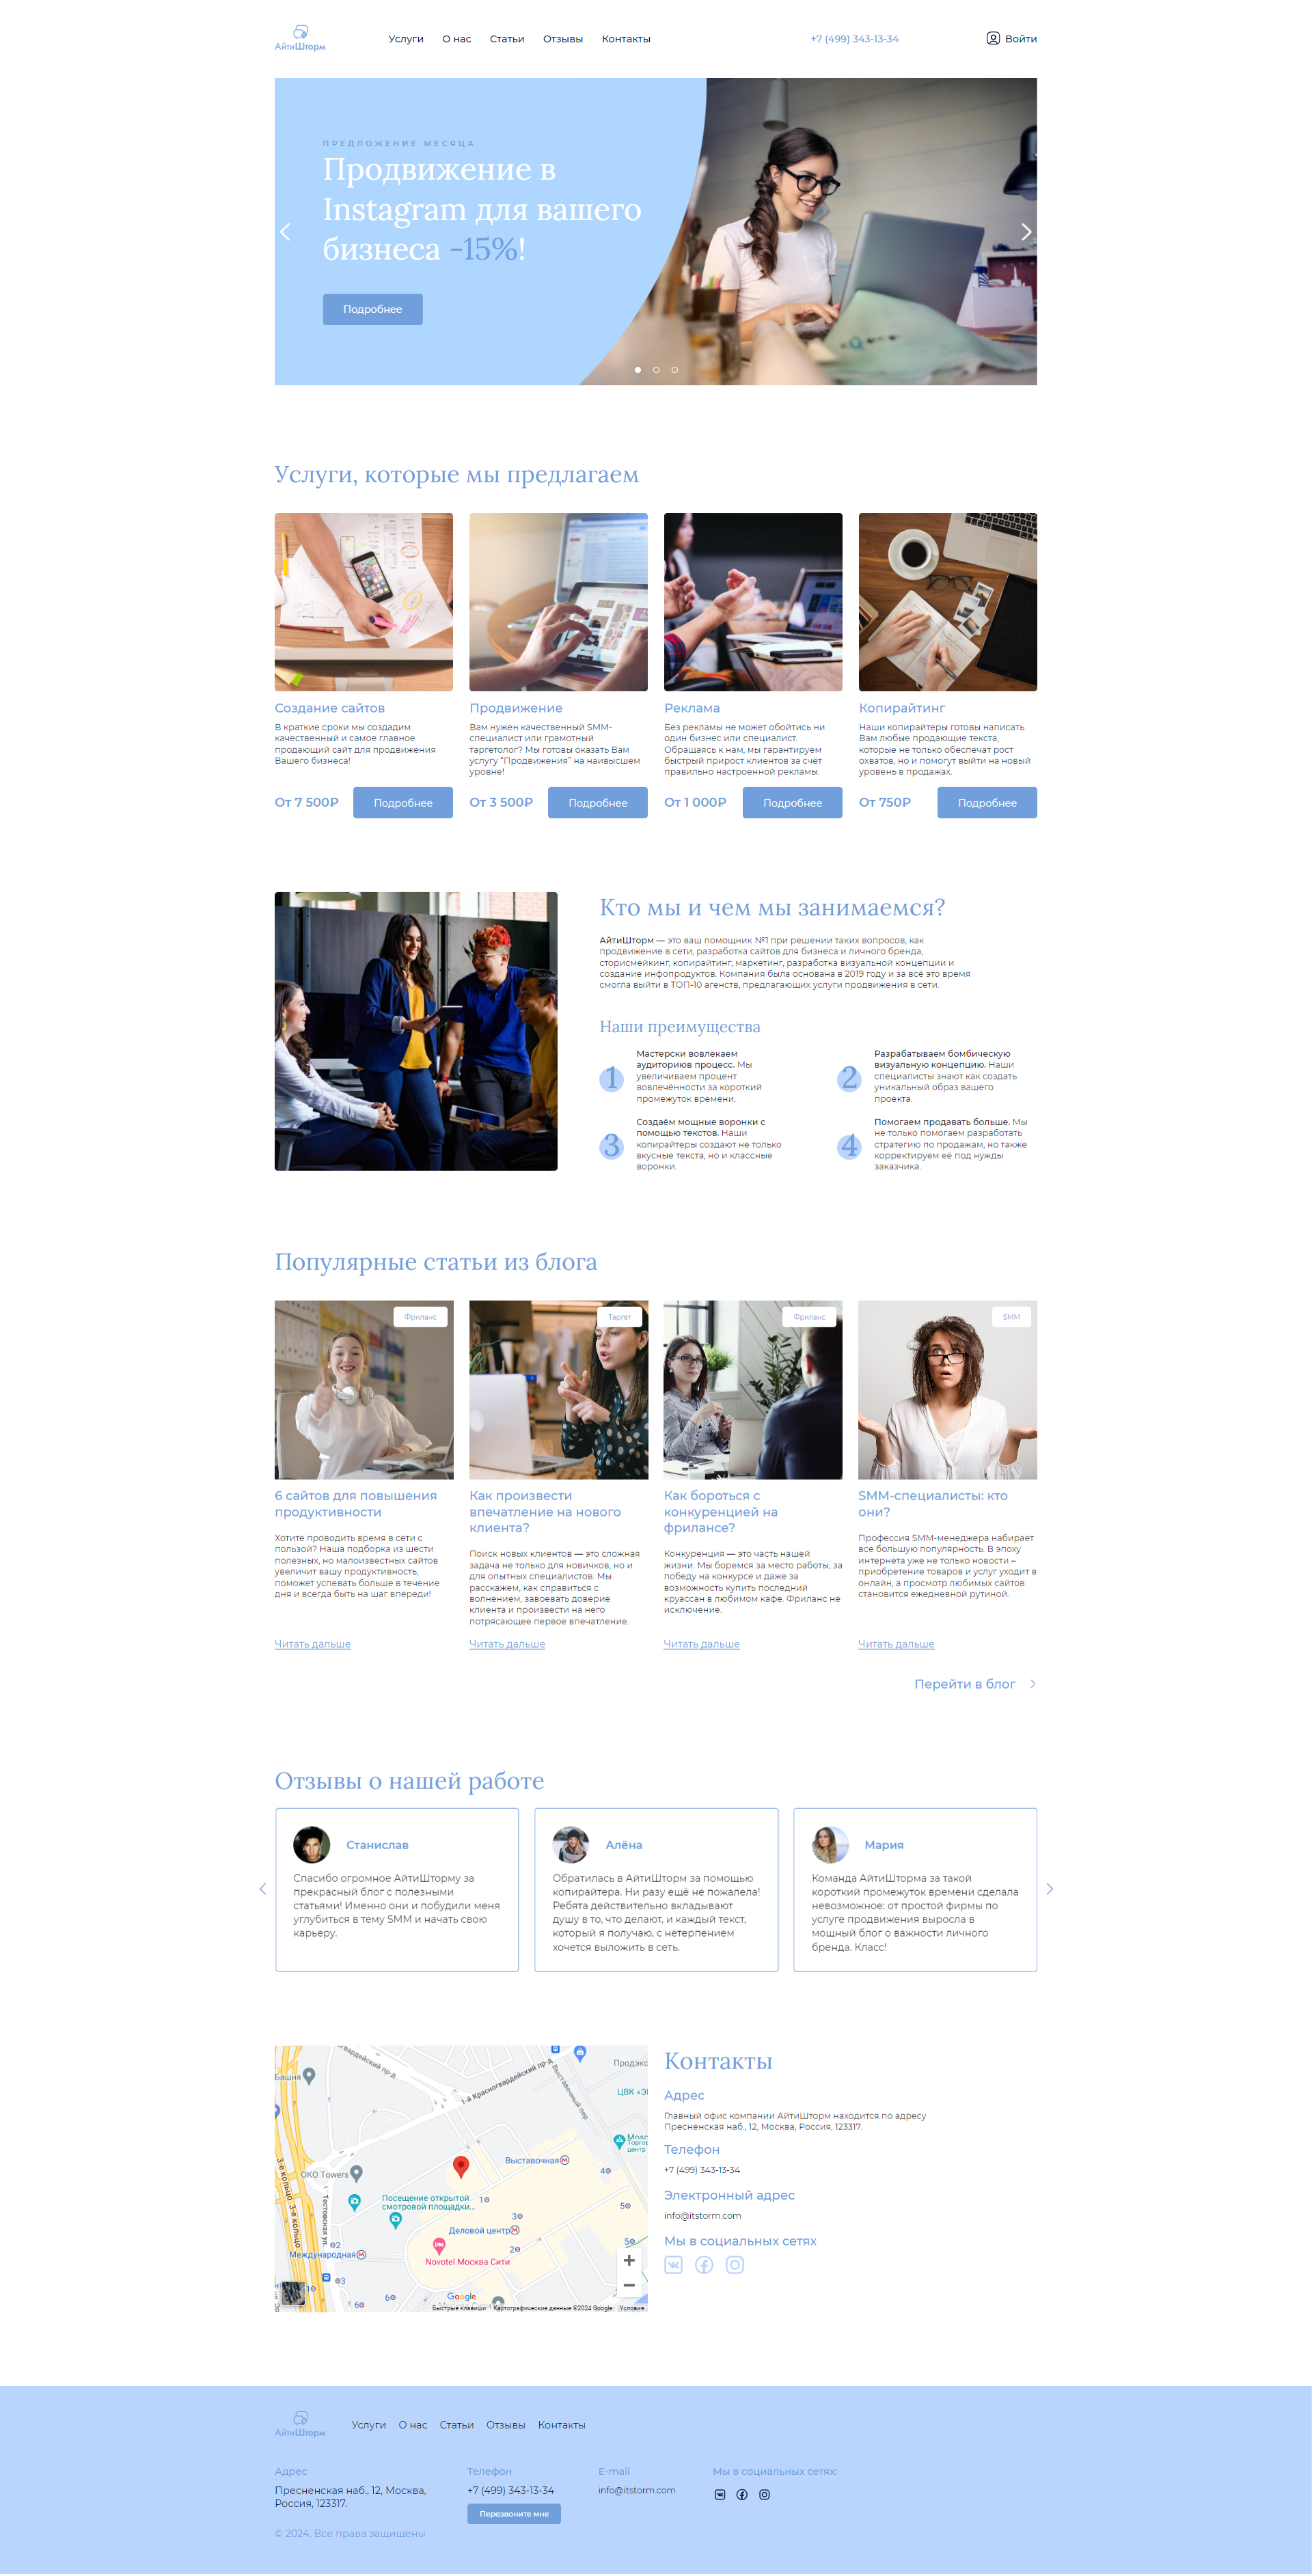 АйтиШторм
Услуги О нас Статьи Отзывы Контакты
+7 (499) 343-13-34
Войти
ПРЕДЛОЖЕНИЕ МЕСЯЦА
Продвижение в
Instagram для вашего
бизнеса -15%!
Подробнее
Услуги, которые мы предлагаем
Создание сайтов
В краткие сроки мы создадим
качественный и самое главное
продающий сайт для продвижения
Вашего бизнеса!
От 7 500₽
Подробнее
Продвижение
Вам нужен качественный SMM-
специалист или грамотный
таргетолог? Мы готовы оказать Вам
услугу "Продвижения" на наивысшем
уровне!
От 3 500₽
Подробнее
Реклама
Без рекламы не может обойтись ни
один бизнес или специалист.
Обращаясь к нам, мы гарантируем
быстрый прирост клиентов за счёт
правильно настроенной рекламы.
От 1 000₽
Подробнее
Копирайтинг
Наши копирайтеры готовы написать
Вам любые продающие текста,
которые не только обеспечат рост
охватов, но и помогут выйти на новый
уровень в продажах.
От 750₽
Подробнее
Кто мы и чем мы занимаемся?
АйтиШторм — это ваш помощник №1 при решении таких вопросов, как
продвижение в сети, разработка сайтов для бизнеса и личного бренда,
сторисмейкинг, копирайтинг, маркетинг, разработка визуальной концепции и
создание инфопродуктов. Компания была основана в 2019 году и за всё это время
смогла выйти в ТОП-10 агенств, предлагающих услуги продвижения в сети.
Наши преимущества
1
Мастерски вовлекаем
аудиториюв процесс. Мы
увеличиваем процент
вовлечённости за короткий
промежуток времени.
2
Разрабатываем бомбическую
визуальную концепцию. Наши
специалисты знают как создать
уникальный образ вашего
проекта.
3
Создаём мощные воронки с
помощью текстов. Наши
копирайтеры создают не только
вкусные текста, но и классные
воронки.
4
Помогаем продавать больше. Мы
не только помогаем разработать
стратегию по продажам, но также
корректируем её под нужды
заказчика.
Популярные статьи из блога
Фриланс
6 сайтов для повышения
продуктивности
Хотите проводить время в сети с
пользой? Наша подборка из шести
полезных, но малоизвестных сайтов
увеличит вашу продуктивность,
поможет успевать больше в течение
дня и всегда быть на шаг впереди!
Читать дальше
Таргет
Как произвести
впечатление на нового
клиента?
Поиск новых клиентов — это сложная
задача не только для новичков, но и
для опытных специалистов. Мы
расскажем, как справиться с
волнением, завоевать доверие
клиента и произвести на него
потрясающее первое впечатление.
Читать дальше
Фриланс
Как бороться с
конкуренцией на
фрилансе?
Конкуренция — это часть нашей
жизни. Мы боремся за место работы, за
победу на конкурсе и даже за
возможность купить последний
круассан в любимом кафе. Фриланс не
исключение.
Читать дальше
SMM
SMM-специалисты: кто
они?
Профессия SMM-менеджера набирает
все большую популярность. В эпоху
интернета уже не только новости –
приобретение товаров и услуг уходит в
онлайн, а просмотр любимых сайтов
становится ежедневной рутиной.
Читать дальше
Перейти в блог
Отзывы о нашей работе
Станислав
Спасибо огромное АйтиШторму за
прекрасный блог с полезными
статьями! Именно они и побудили меня
углубиться в тему SMM и начать свою
карьеру.
Алёна
Обратилась в АйтиШторм за помощью
копирайтера. Ни разу ещё не пожалела!
Ребята действительно вкладывают
душу в то, что делают, и каждый текст,
который я получаю, с нетерпением
хочется выложить в сеть.
Мария
Команда АйтиШторма за такой
короткий промежуток времени сделала
невозможное: от простой фирмы по
услуге продвижения выросла в
мощный блог о важности личного
бренда. Класс!
Башня
1-й Красногвардейский пр-д
Выставочный пер.
ЦВК «Э
Выставочная
ОКО Towers
3-е кольцо
3-е кольцо
Тестовская ул.
Посещение открытой
смотровой площадки...
Деловой центр
Международная
Novotel Москва Сити
Google
Быстрые клавиши
Картографические данные ©2024 Google
Условия
Контакты
Адрес
Главный офис компании АйтиШторм находится по адресу
Пресненская наб., 12, Москва, Россия, 123317.
Телефон
+7 (499) 343-13-34
Электронный адрес
info@itstorm.com
Мы в социальных сетях
АйтиШторм
Услуги О нас Статьи Отзывы Контакты
Адрес
Пресненская наб., 12, Москва,
Россия, 123317.
Телефон
+7 (499) 343-13-34
Перезвоните мне
E-mail
info@itstorm.com
Мы в социальных сетях:
© 2024. Все права защищены